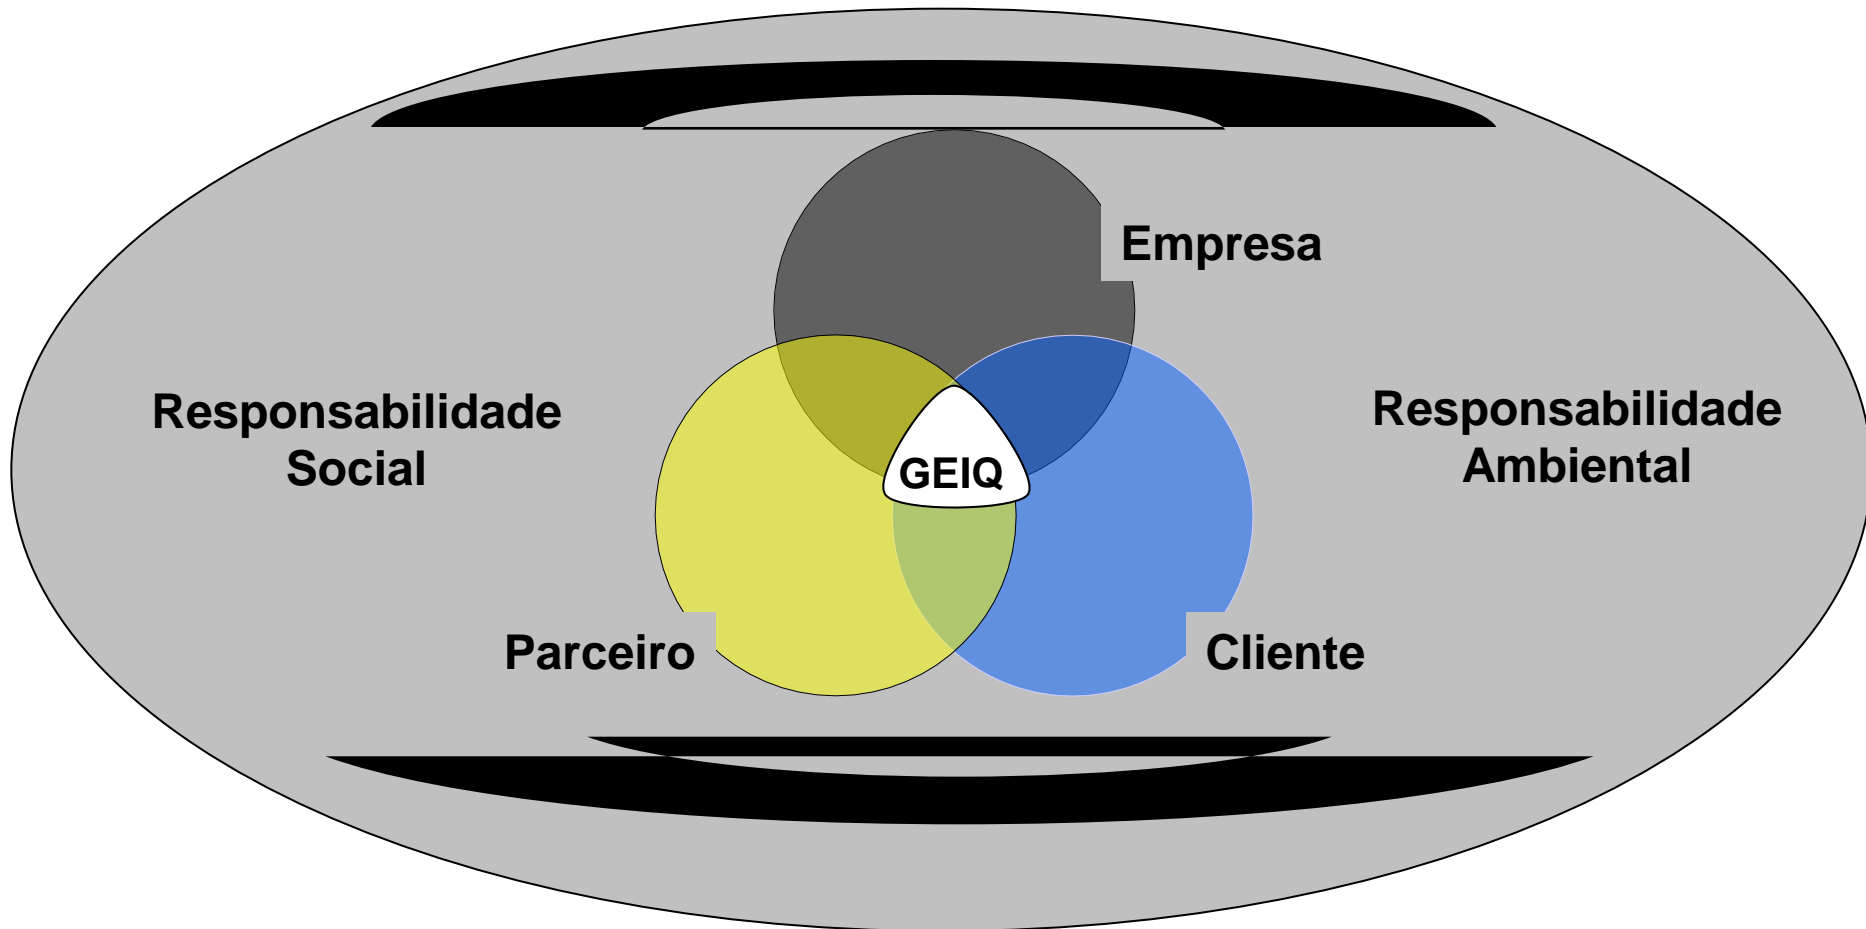 Empresa
Responsabilidade
Social
Responsabilidade
Ambiental
GEIQ
Parceiro
Cliente